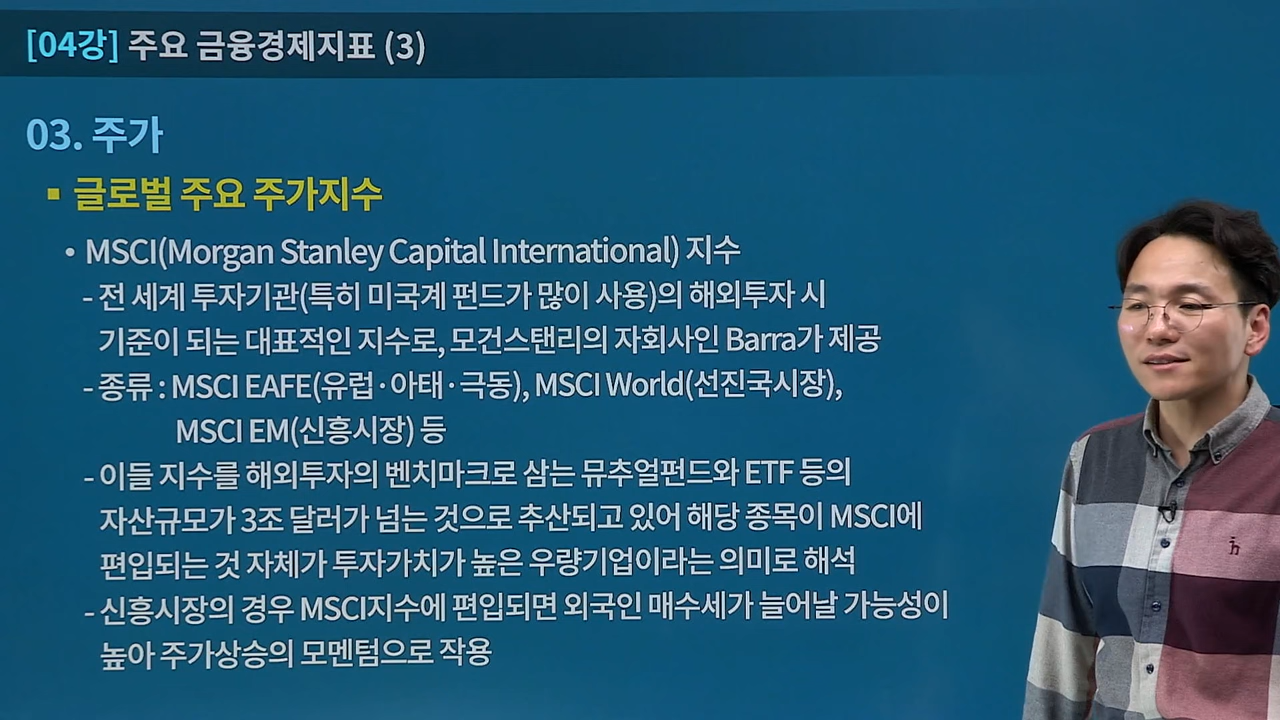 [04강] 주요 금융경제지표 (3)
03. 주가
▪ 글로벌 주요 주가지수
• MSCI(Morgan Stanley Capital International) 지수
- 전 세계 투자기관(특히 미국계 펀드가 많이 사용)의 해외투자 시
기준이 되는 대표적인 지수로, 모건스탠리의 자회사인 Barra가 제공
- 종류 : MSCI EAFE(유럽·아태·극동), MSCI World(선진국시장),
MSCI EM(신흥시장) 등
- 이들 지수를 해외투자의 벤치마크로 삼는 뮤추얼펀드와 ETF 등의
자산규모가 3조 달러가 넘는 것으로 추산되고 있어 해당 종목이 MSCI에
편입되는 것 자체가 투자가치가 높은 우량기업이라는 의미로 해석
- 신흥시장의 경우 MSCI지수에 편입되면 외국인 매수세가 늘어날 가능성이
높아 주가상승의 모멘텀으로 작용